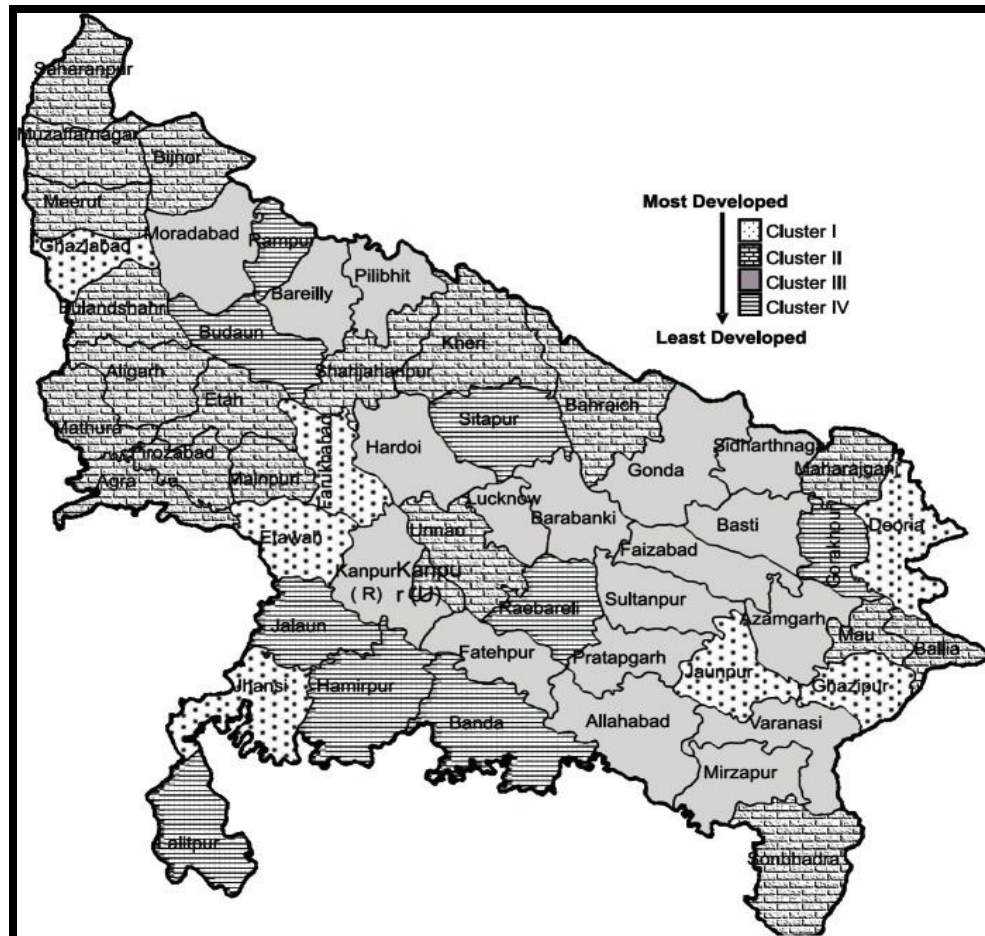 Saharanpur
Muzaffarnagar
Bijnor
Meerut
Moradabad
Ghaziabad
Rampur
Pilibhit
Bareilly
Bulandshahr
Budaun
Kheri
Shahjahanpur
Aligarh
Etah
Bahraich
Mathura
Sitapur
Firozabad
Hardoi
Farukbabad
Agra
Mainpuri
Gonda
Sidharthnagar
Maharajganj
Lucknow
Barabanki
Basti
Deoria
Etawah
Unnao
Faizabad
Gorakhpur
Kanpur
(R)
Kanpu
r (U)
Raebareli
Sultanpur
Azamgarh
Jalaun
Mau
Ballia
Fatehpur
Pratapgarh
Jaunpur
Ghazipur
Jhansi
Hamirpur
Banda
Allahabad
Varanasi
Mirzapur
Lalitpur
Sonbhadra
Most Developed
Cluster I
Cluster II
Cluster III
Cluster IV
Least Developed